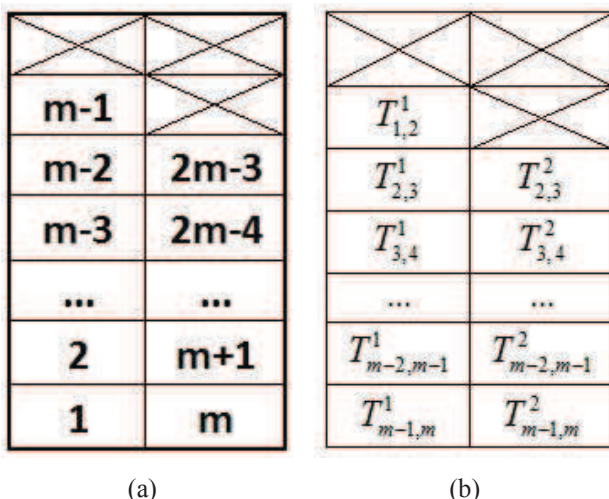 m-1
m-2 2m-3
m-3 2m-4
... ...
2 m+1
1 m
(a)
T^1_{1,2}
T^1_{2,3} T^2_{2,3}
T^1_{3,4} T^2_{3,4}
... ...
T^1_{m-2,m-1} T^2_{m-2,m-1}
T^1_{m-1,m} T^2_{m-1,m}
(b)